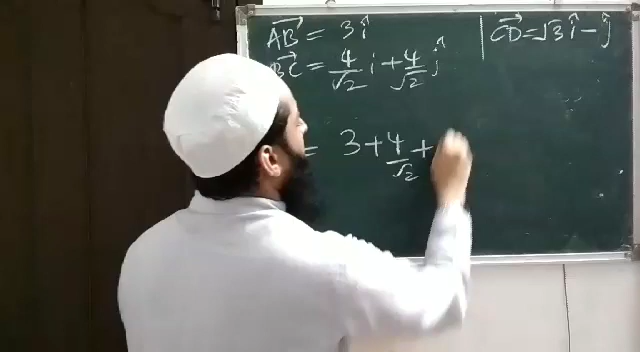 AB→ = 3î
BC→ = 4/√2 i + 4/√2 ĵ
CD→ = √3 î - ĵ
= 3 + 4/√2 +